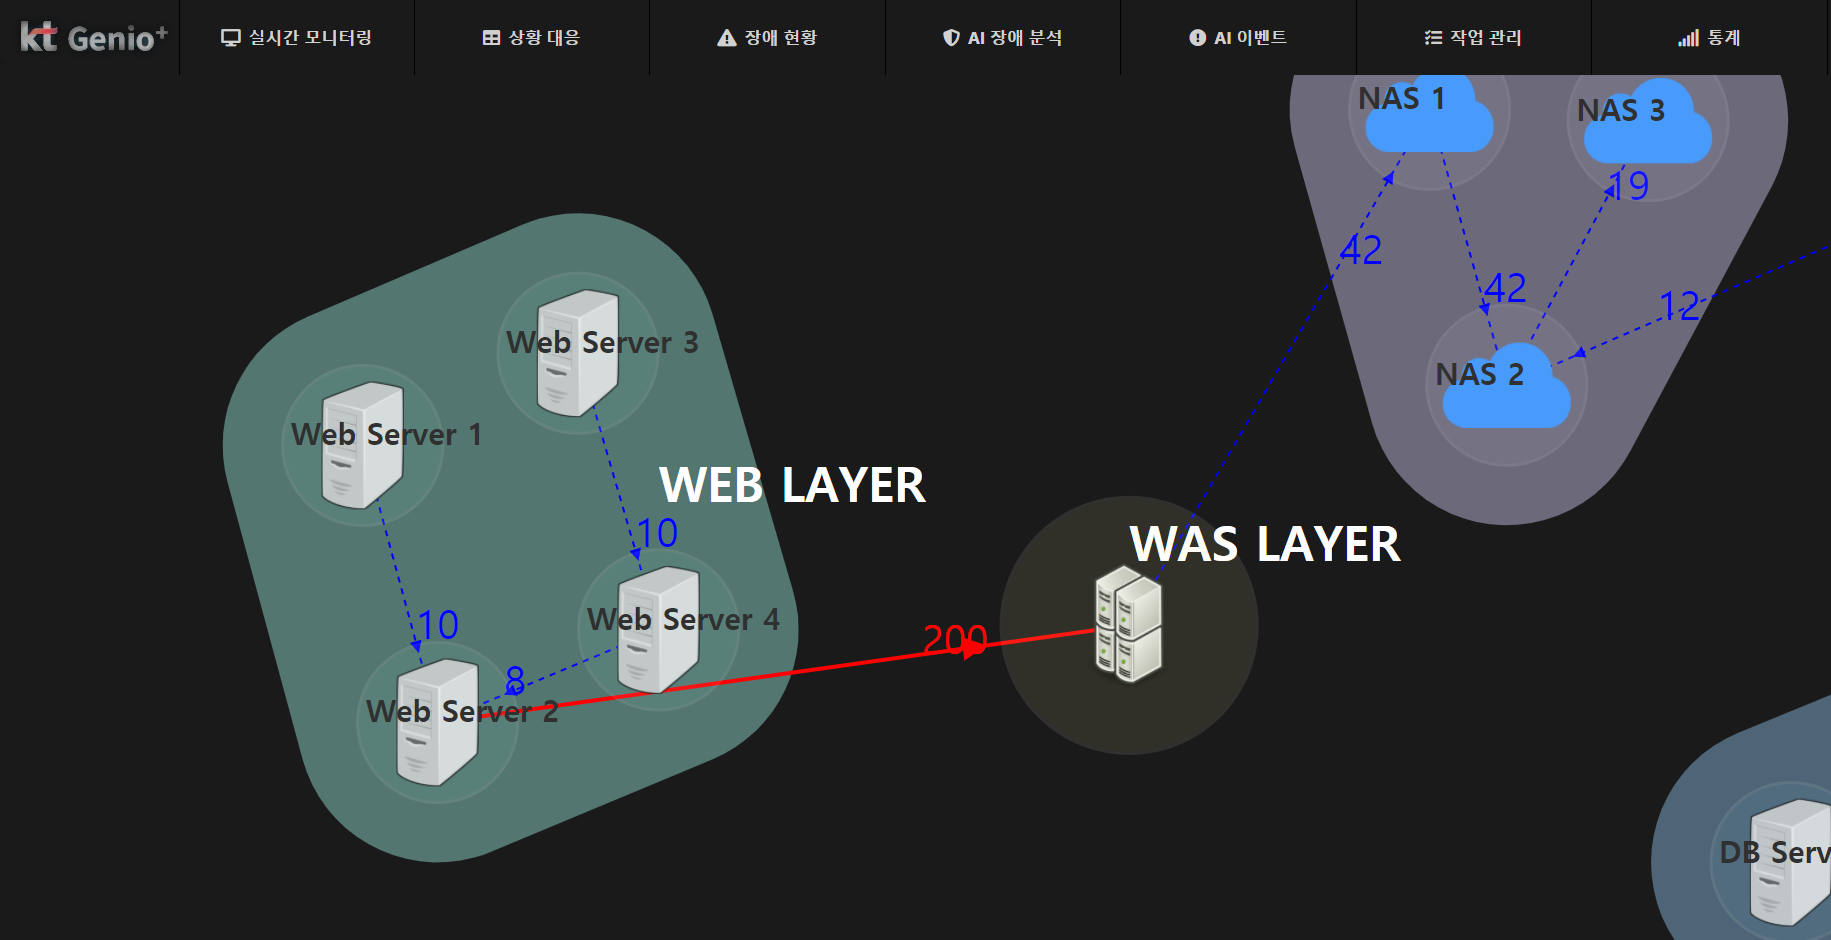 kt Genio+
실시간 모니터링
상황 대응
장애 현황
AI 장애 분석
AI 이벤트
작업 관리
통계
NAS 1
NAS 3
19
42
42
12
NAS 2
Web Server 3
Web Server 1
WEB LAYER
10
WAS LAYER
Web Server 4
10
200
8
Web Server 2
DB Serv